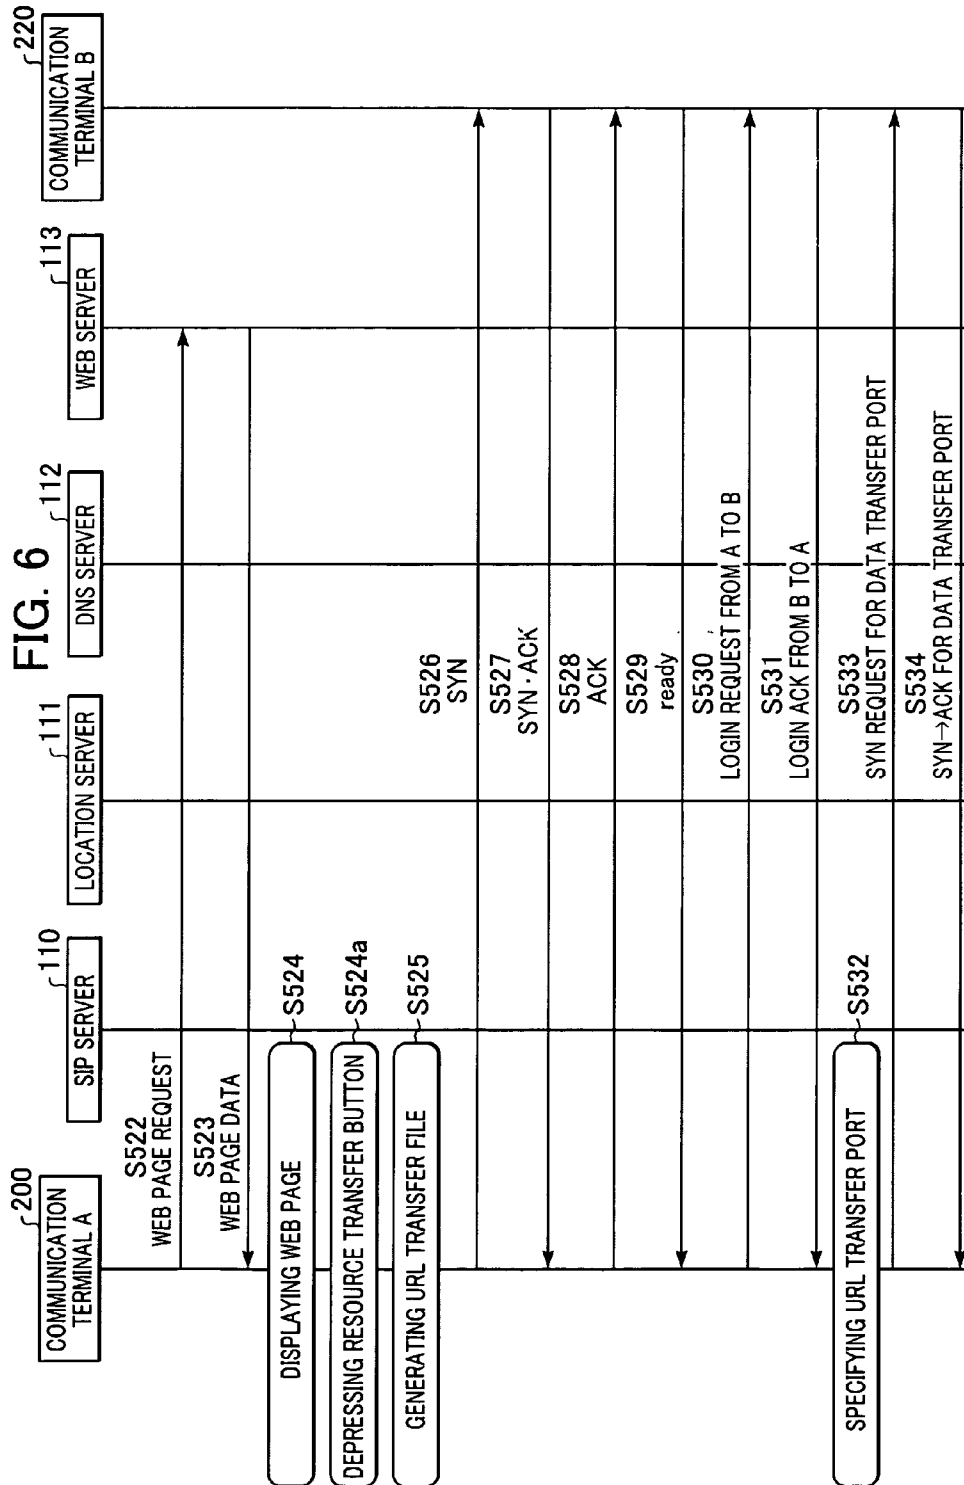 FIG. 6
200
COMMUNICATION
TERMINAL A
110
SIP SERVER
111
LOCATION SERVER
112
DNS SERVER
113
WEB SERVER
220
COMMUNICATION
TERMINAL B
S522
WEB PAGE REQUEST
S523
WEB PAGE DATA
DISPLAYING WEB PAGE
S524
DEPRESSING RESOURCE TRANSFER BUTTON
S524a
GENERATING URL TRANSFER FILE
S525
S526
SYN
S527
SYN · ACK
S528
ACK
S529
ready
S530
LOGIN REQUEST FROM A TO B
S531
LOGIN ACK FROM B TO A
SPECIFYING URL TRANSFER PORT
S532
S533
SYN REQUEST FOR DATA TRANSFER PORT
S534
SYN→ACK FOR DATA TRANSFER PORT